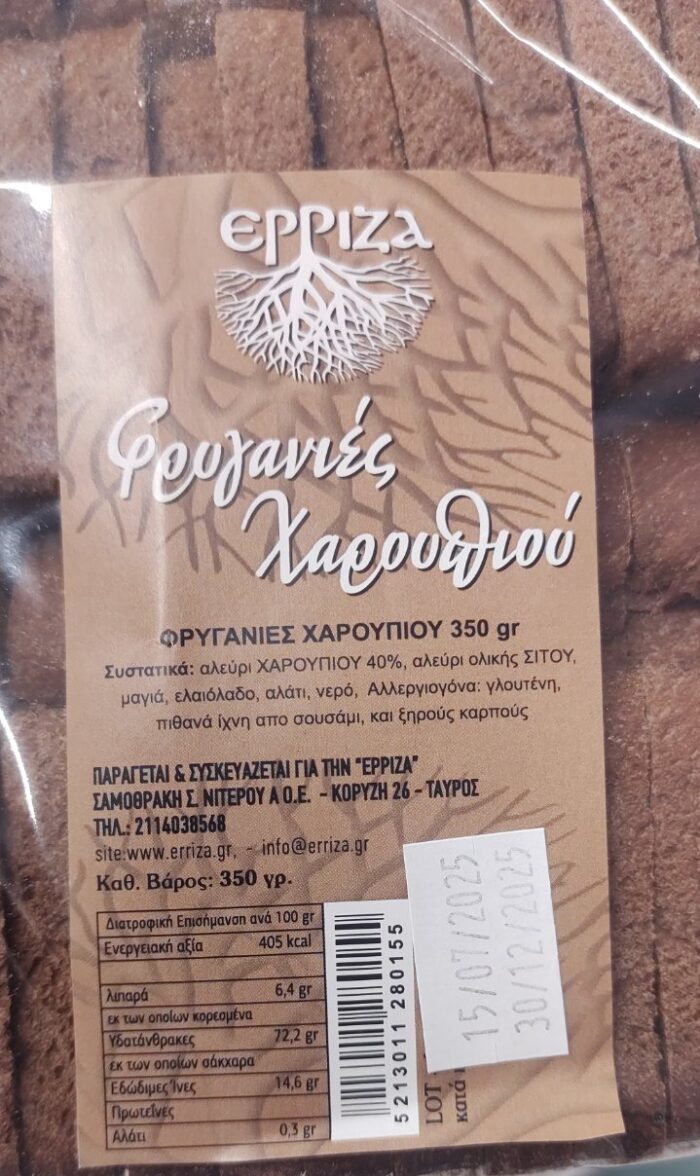 ερριζα
Φρυγανιές
Χαρουπιού
ΦΡΥΓΑΝΙΕΣ ΧΑΡΟΥΠΙΟΥ 350 gr
Συστατικά: αλεύρι ΧΑΡΟΥΠΙΟΥ 40%, αλεύρι ολικής ΣΙΤΟΥ,
μαγιά, ελαιόλαδο, αλάτι, νερό, Αλλεργιογόνα: γλουτένη,
πιθανά ίχνη απο σουσάμι, και ξηρούς καρπούς
ΠΑΡΑΓΕΤΑΙ & ΣΥΣΚΕΥΑΖΕΤΑΙ ΓΙΑ ΤΗΝ "ΕΡΡΙΖΑ"
ΣΑΜΟΘΡΑΚΗ Σ. ΝΙΤΕΡΟΥ Α Ο.Ε. - ΚΟΡΥΖΗ 26 - ΤΑΥΡΟΣ
ΤΗΛ.: 2114038568
site:www.erriza.gr, - info@erriza.gr
Καθ. Βάρος: 350 γρ.
Διατροφική Επισήμανση ανά 100 gr
Ενεργειακή αξία 405 kcal
λιπαρά 6,4 gr
εκ των οποίων κορεσμένα
Υδατάνθρακες 72,2 gr
εκ των οποίων σάκχαρα
Εδώδιμες Ίνες 14,6 gr
Πρωτεΐνες
Αλάτι 0,3 gr
5213011 280155
LOT
κατά
15/07/2025
30/12/2025